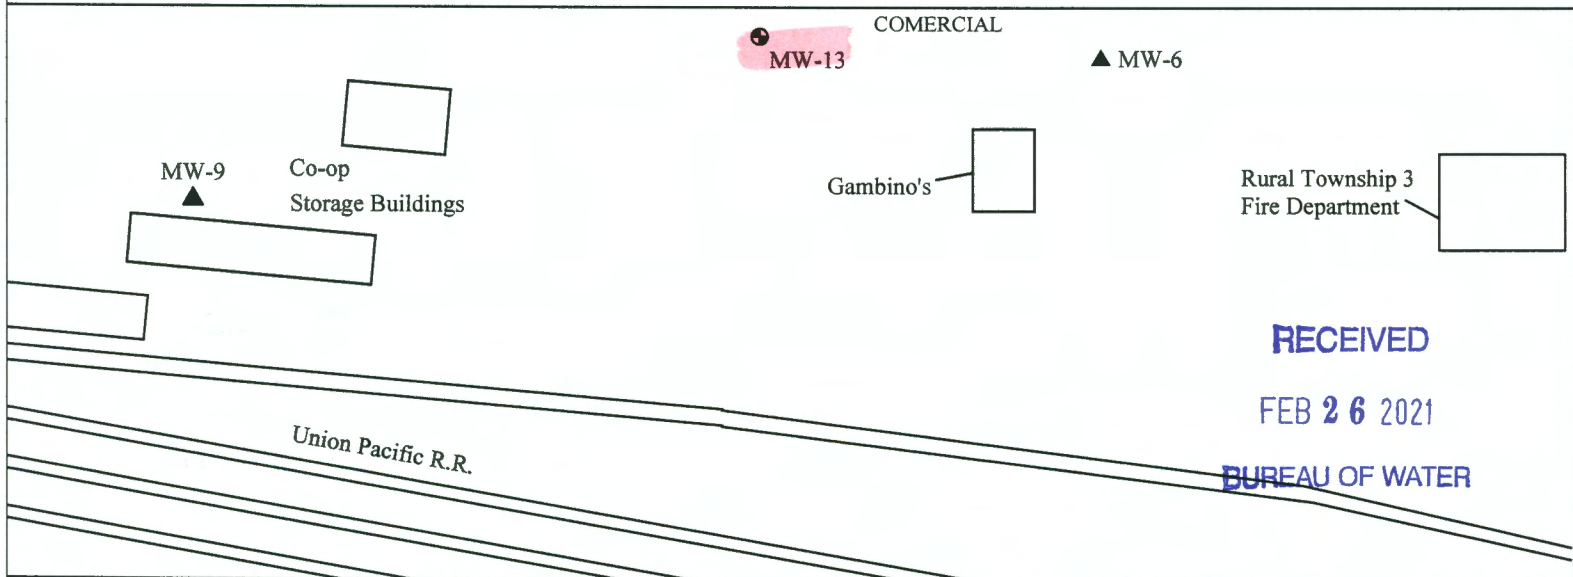 COMERCIAL
MW-13
MW-6
MW-9
Co-op
Storage Buildings
Gambino's
Rural Township 3
Fire Department
RECEIVED
FEB 26 2021
BUREAU OF WATER
Union Pacific R.R.